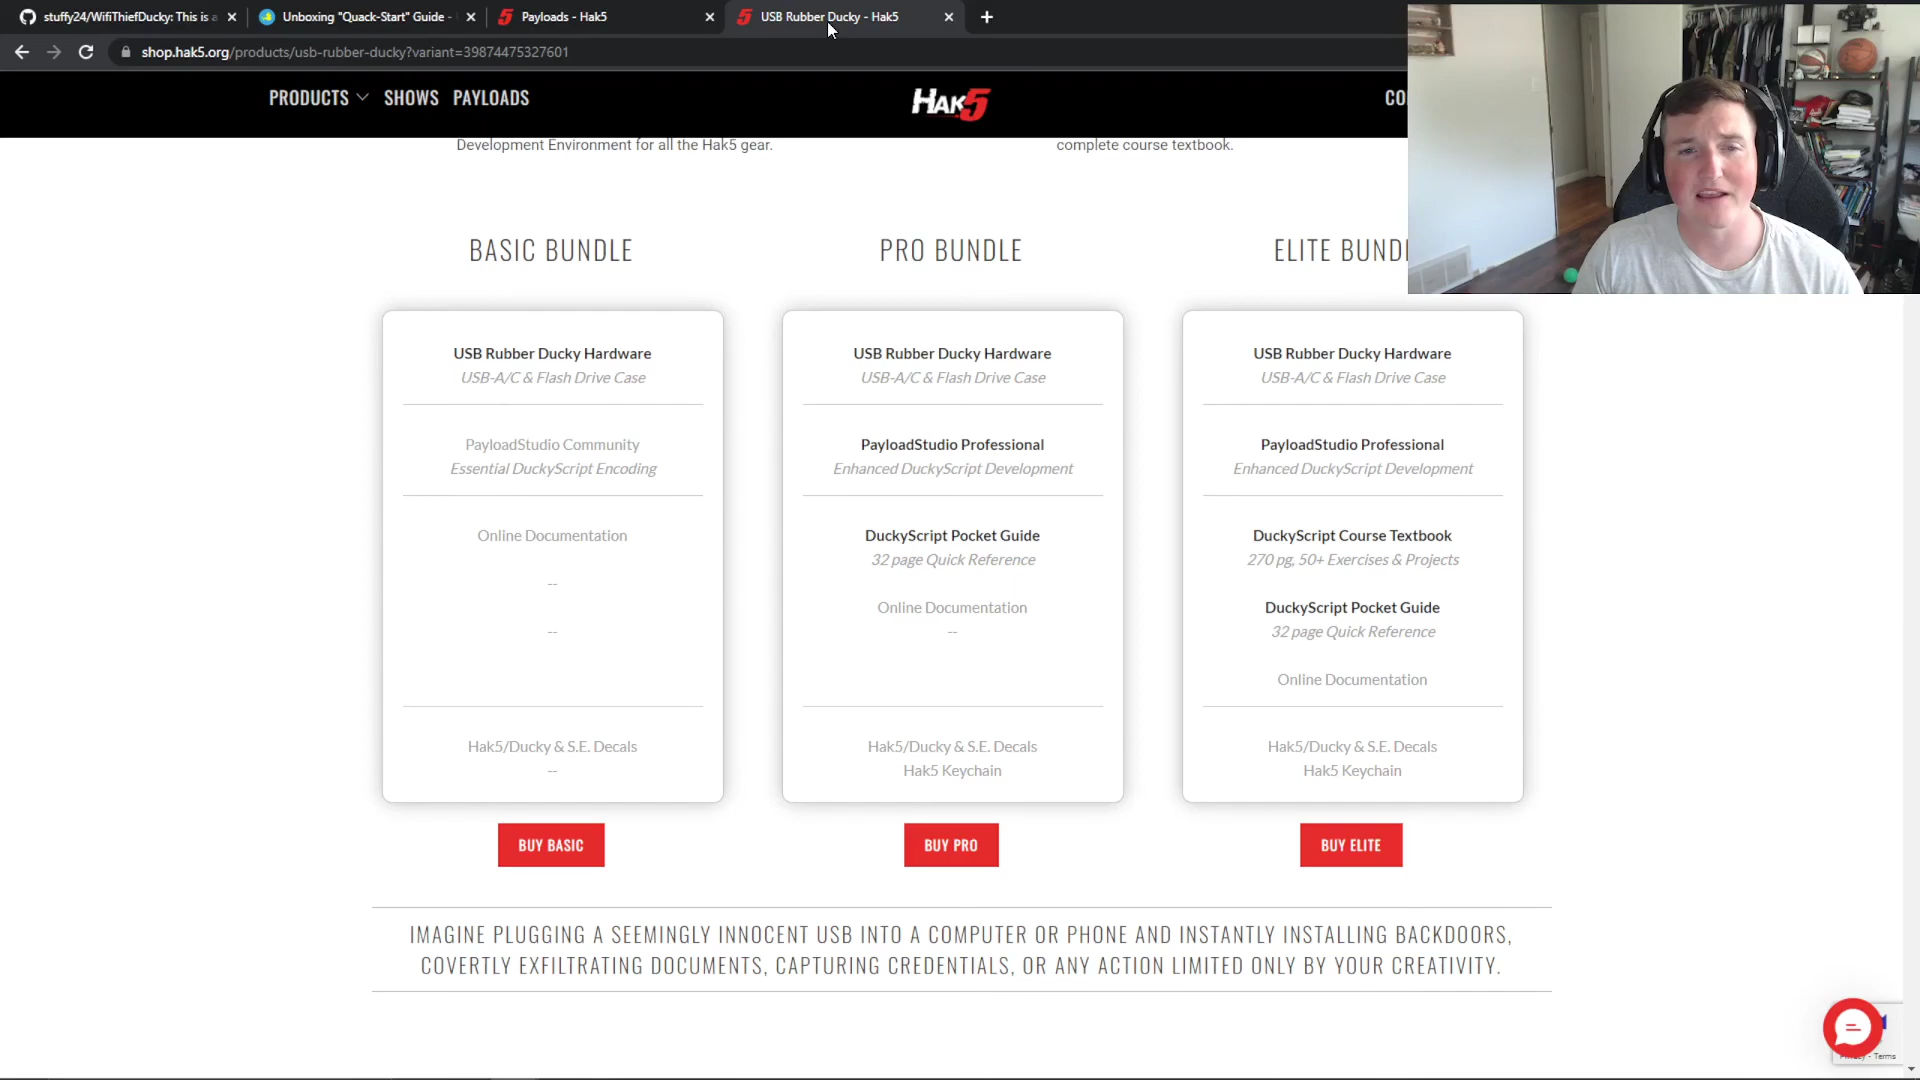 stuffy24/WifiThiefDucky: This is a
Unboxing "Quack-Start" Guide -
Payloads - Hak5
USB Rubber Ducky - Hak5
shop.hak5.org/products/usb-rubber-ducky?variant=39874475327601
PRODUCTS
SHOWS
PAYLOADS
HAK5
CO
Development Environment for all the Hak5 gear.
complete course textbook.
BASIC BUNDLE
USB Rubber Ducky Hardware
USB-A/C & Flash Drive Case
PayloadStudio Community
Essential DuckyScript Encoding
Online Documentation
--
--
Hak5/Ducky & S.E. Decals
--
BUY BASIC
PRO BUNDLE
USB Rubber Ducky Hardware
USB-A/C & Flash Drive Case
PayloadStudio Professional
Enhanced DuckyScript Development
DuckyScript Pocket Guide
32 page Quick Reference
Online Documentation
--
Hak5/Ducky & S.E. Decals
Hak5 Keychain
BUY PRO
ELITE BUND
USB Rubber Ducky Hardware
USB-A/C & Flash Drive Case
PayloadStudio Professional
Enhanced DuckyScript Development
DuckyScript Course Textbook
270 pg, 50+ Exercises & Projects
DuckyScript Pocket Guide
32 page Quick Reference
Online Documentation
Hak5/Ducky & S.E. Decals
Hak5 Keychain
BUY ELITE
IMAGINE PLUGGING A SEEMINGLY INNOCENT USB INTO A COMPUTER OR PHONE AND INSTANTLY INSTALLING BACKDOORS,
COVERTLY EXFILTRATING DOCUMENTS, CAPTURING CREDENTIALS, OR ANY ACTION LIMITED ONLY BY YOUR CREATIVITY.
- Terms